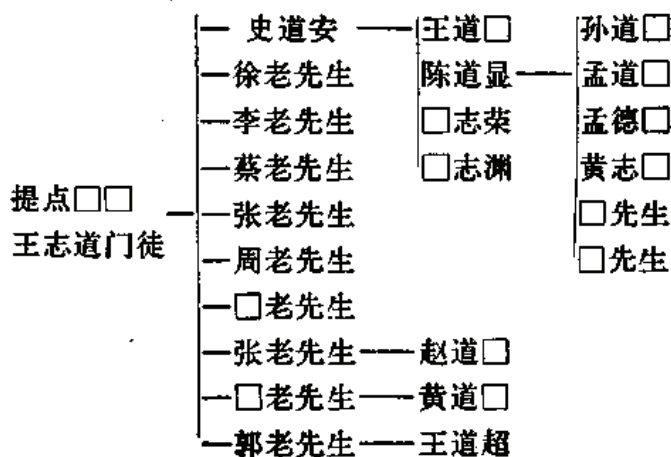 史道安 王道□ 孙道□
徐老先生 陈道显 孟道□
李老先生 □志荣 孟德□
蔡老先生 □志渊 黄志□
提点□□
张老先生 □先生
王志道门徒
周老先生 □先生
□老先生
张老先生 赵道□
□老先生 黄道□
郭老先生 王道超